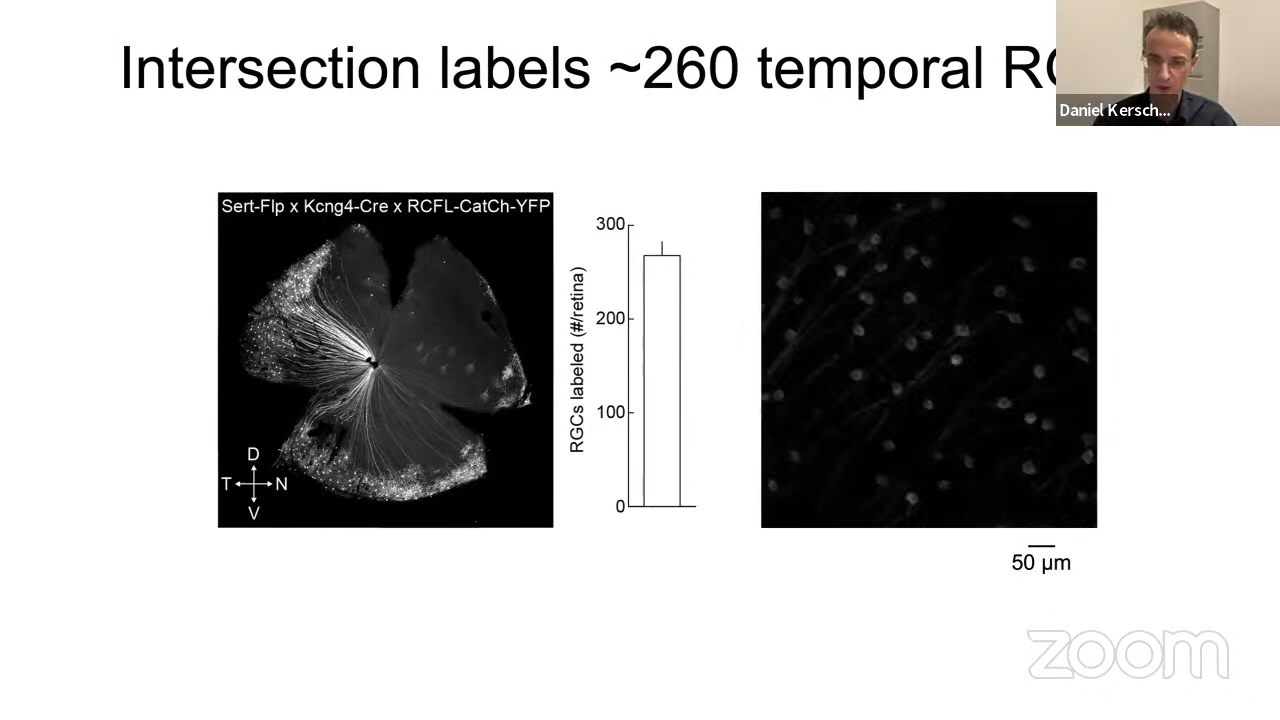 Intersection labels ~260 temporal
Daniel Kersch...
Sert-Flp x Kcng4-Cre x RCFL-CatCh-YFP
D
T N
V
RGCs labeled (#/retina)
300
200
100
0
50 µm
zoom